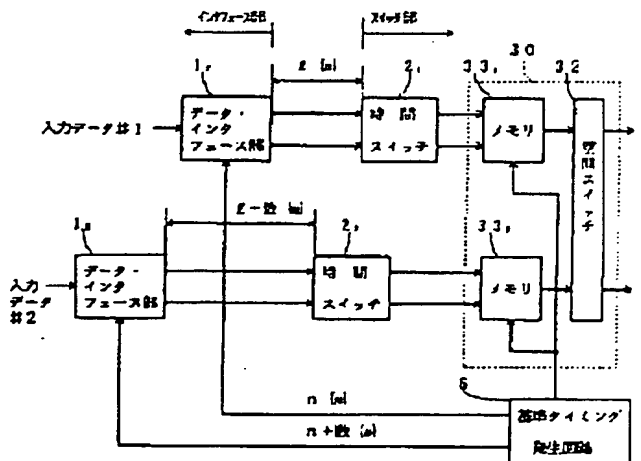 インタフェース部
スイッチ部
30
1₁
ℓ (m)
2₁
33₁
32
入力データ#1
データ・
インタ
フェース部
時間
スイッチ
メモリ
空間スイッチ
1₂
ℓ-数 (m)
2₂
33₂
入力
データ
#2
データ・
インタ
フェース部
時間
スイッチ
メモリ
n (m)
n+数 (m)
基準タイミング
発生回路